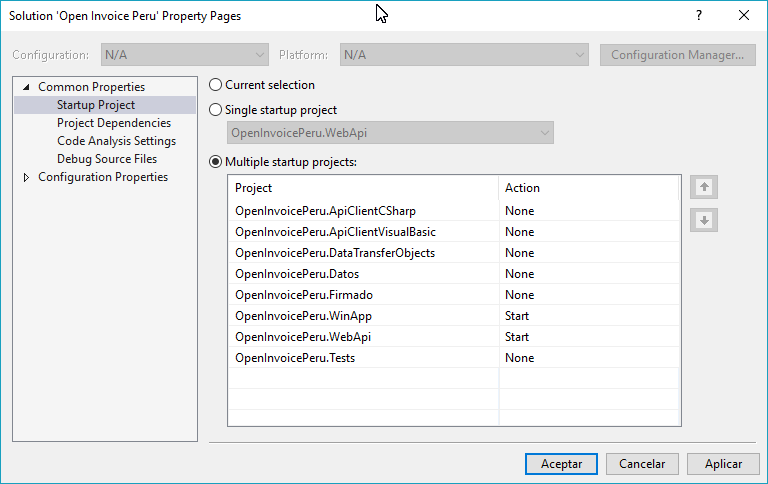 Solution 'Open Invoice Peru' Property Pages
?
Configuration: N/A Platform: N/A Configuration Manager...
Common Properties
Startup Project
Project Dependencies
Code Analysis Settings
Debug Source Files
Configuration Properties
Current selection
Single startup project
OpenInvoicePeru.WebApi
Multiple startup projects:
Project Action
OpenInvoicePeru.ApiClientCSharp None
OpenInvoicePeru.ApiClientVisualBasic None
OpenInvoicePeru.DataTransferObjects None
OpenInvoicePeru.Datos None
OpenInvoicePeru.Firmado None
OpenInvoicePeru.WinApp Start
OpenInvoicePeru.WebApi Start
OpenInvoicePeru.Tests None
Aceptar Cancelar Aplicar